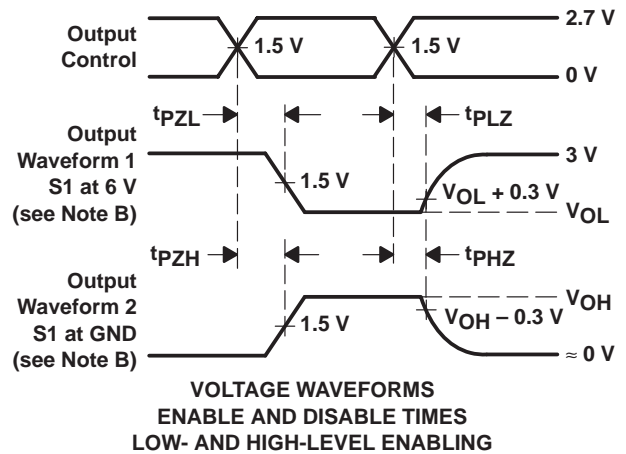 Output
Control
1.5 V
1.5 V
2.7 V
0 V
tPZL
tPLZ
Output
Waveform 1
S1 at 6 V
(see Note B)
1.5 V
3 V
VOL + 0.3 V
VOL
tPZH
tPHZ
Output
Waveform 2
S1 at GND
(see Note B)
1.5 V
VOH
VOH – 0.3 V
≈ 0 V
VOLTAGE WAVEFORMS
ENABLE AND DISABLE TIMES
LOW- AND HIGH-LEVEL ENABLING